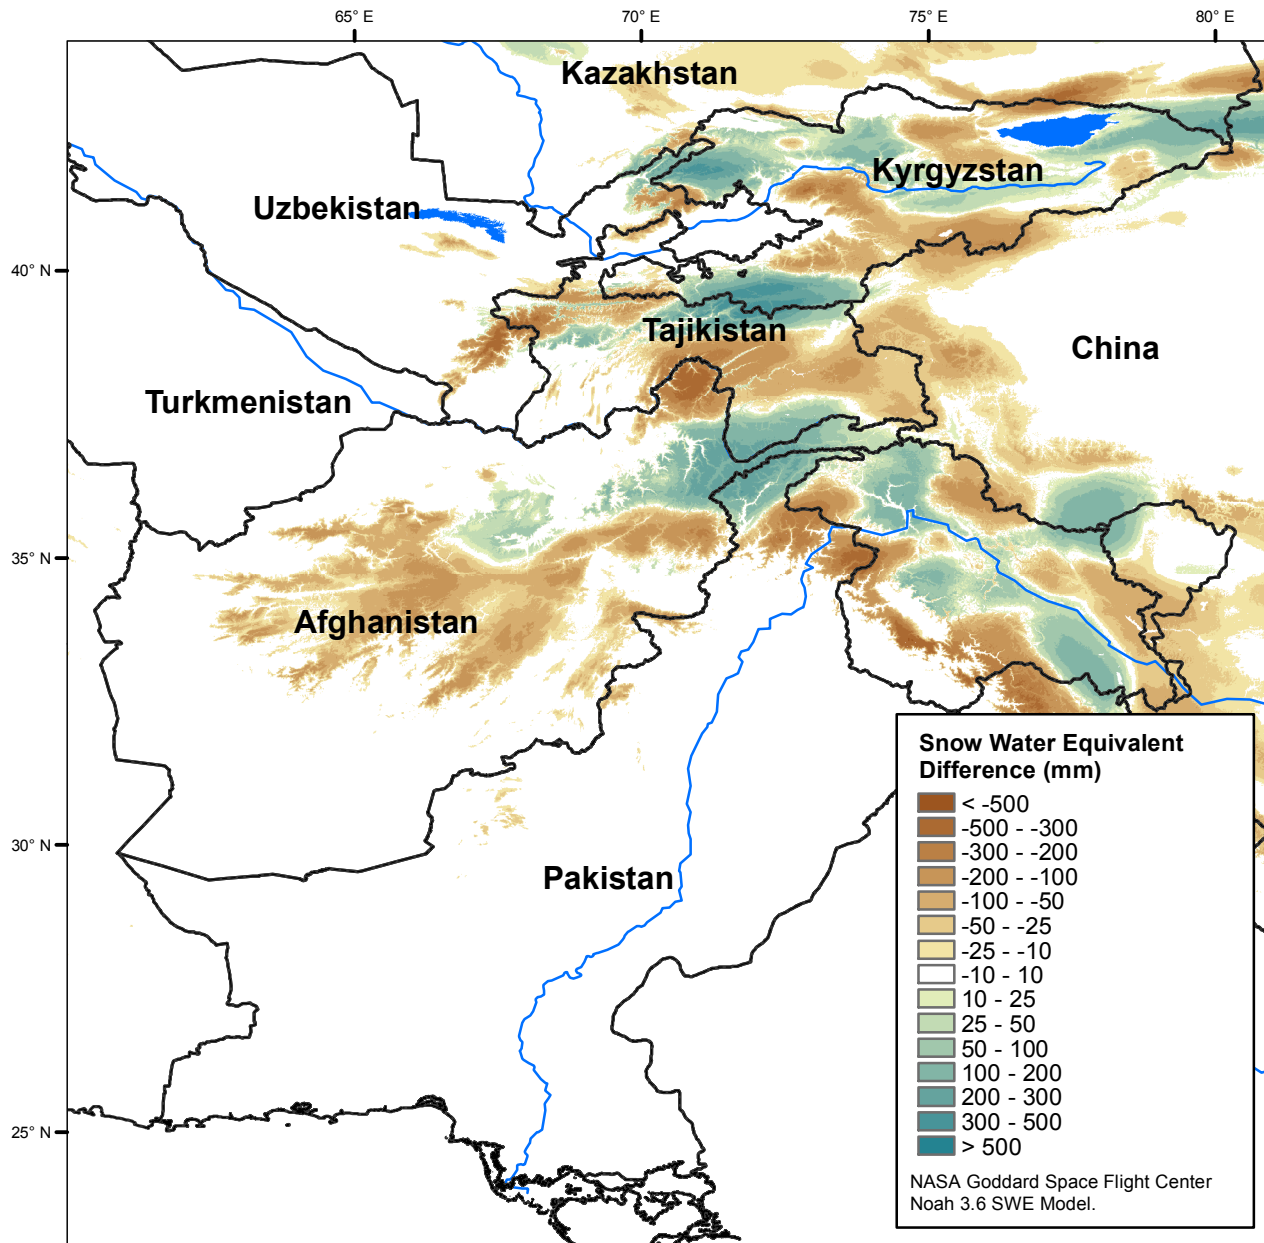 65° E
70° E
75° E
80° E
Kazakhstan
Kyrgyzstan
Uzbekistan
40° N
Tajikistan
China
Turkmenistan
35° N
Afghanistan
Snow Water Equivalent
Difference (mm)
< -500
-500 - -300
-300 - -200
-200 - -100
-100 - -50
-50 - -25
-25 - -10
-10 - 10
10 - 25
25 - 50
50 - 100
100 - 200
200 - 300
300 - 500
> 500
30° N
Pakistan
25° N
NASA Goddard Space Flight Center
Noah 3.6 SWE Model.